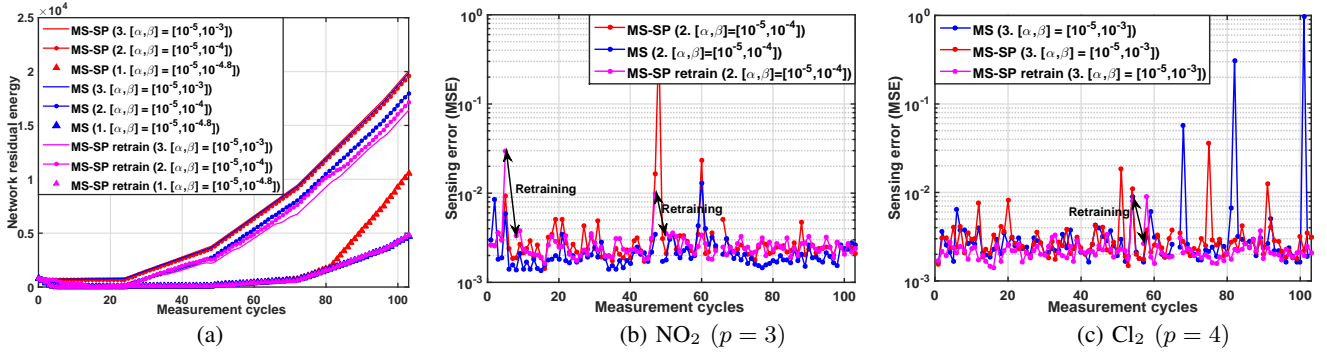 2.5
×10⁴
2
1.5
1
0.5
0
0
20
40
60
80
100
Network residual energy
Measurement cycles
MS-SP (3. [α,β] = [10⁻⁵,10⁻³])
MS-SP (2. [α,β] = [10⁻⁵,10⁻⁴])
MS-SP (1. [α,β] = [10⁻⁵,10⁻⁴·⁸])
MS (3. [α,β] = [10⁻⁵,10⁻³])
MS (2. [α,β] = [10⁻⁵,10⁻⁴])
MS (1. [α,β] = [10⁻⁵,10⁻⁴·⁸])
MS-SP retrain (3. [α,β] = [10⁻⁵,10⁻³])
MS-SP retrain (2. [α,β] = [10⁻⁵,10⁻⁴])
MS-SP retrain (1. [α,β] = [10⁻⁵,10⁻⁴·⁸])
(a)
10⁰
10⁻¹
10⁻²
10⁻³
0
20
40
60
80
100
Sensing error (MSE)
Measurement cycles
MS-SP (2. [α,β]=[10⁻⁵,10⁻⁴])
MS (2. [α,β]=[10⁻⁵,10⁻⁴])
MS-SP retrain (2. [α,β]=[10⁻⁵,10⁻⁴])
Retraining
Retraining
(b) NO₂ (p = 3)
10⁰
10⁻¹
10⁻²
10⁻³
0
20
40
60
80
100
Sensing error (MSE)
Measurement cycles
MS (3. [α,β] = [10⁻⁵,10⁻³])
MS-SP (3. [α,β] = [10⁻⁵,10⁻³])
MS-SP retrain (3. [α,β] = [10⁻⁵,10⁻³])
Retraining
(c) Cl₂ (p = 4)